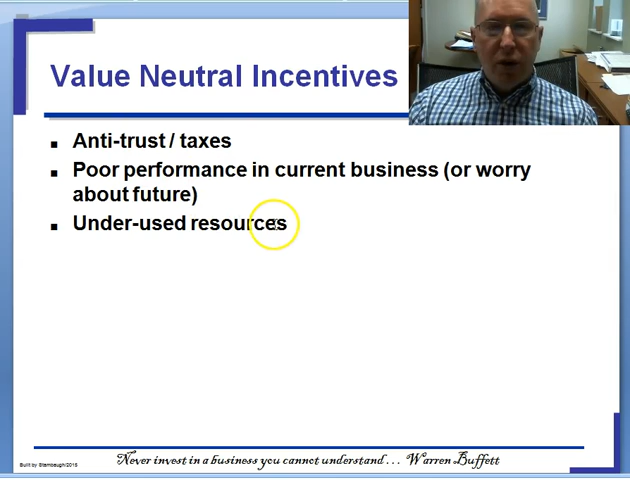 Value Neutral Incentives
Anti-trust / taxes
Poor performance in current business (or worry
about future)
Under-used resources
Built by Stambaugh/2015
Never invest in a business you cannot understand . . . Warren Buffett